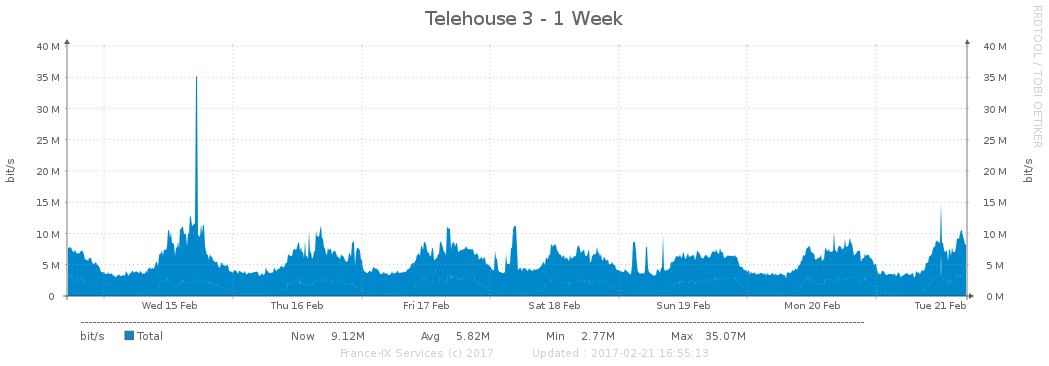 Telehouse 3 - 1 Week
RRDTOOL / TOBI OETIKER
bit/s
40 M
35 M
30 M
25 M
20 M
15 M
10 M
5 M
0
40 M
35 M
30 M
25 M
20 M
15 M
10 M
5 M
0 M
bit/s
Wed 15 Feb Thu 16 Feb Fri 17 Feb Sat 18 Feb Sun 19 Feb Mon 20 Feb Tue 21 Feb
bit/s Total Now 9.12M Avg 5.82M Min 2.77M Max 35.07M
France-IX Services (c) 2017 Updated : 2017-02-21 16:55:13